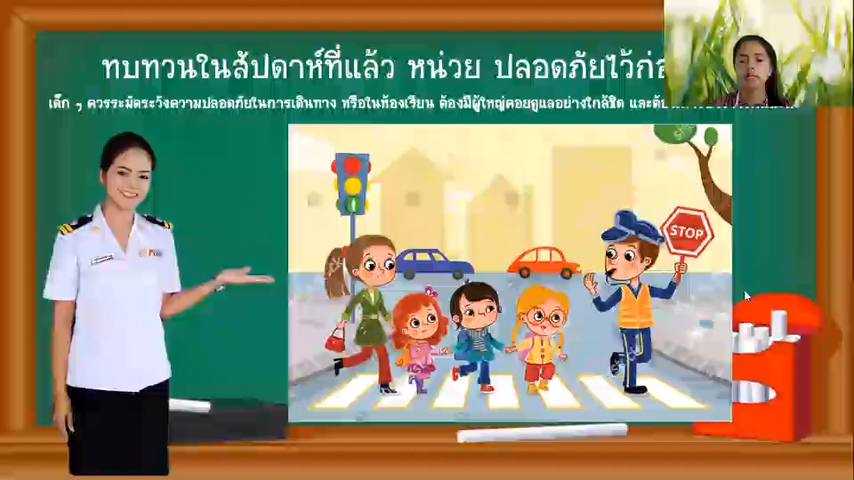 ทบทวนในสัปดาห์ที่แล้ว หน่วย ปลอดภัยไว้ก่อ
เด็ก ๆ ควรระมัดระวังความปลอดภัยในการเดินทาง หรือในห้องเรียน ต้องมีผู้ใหญ่คอยดูแลอย่างใกล้ชิด และต้อ
STOP